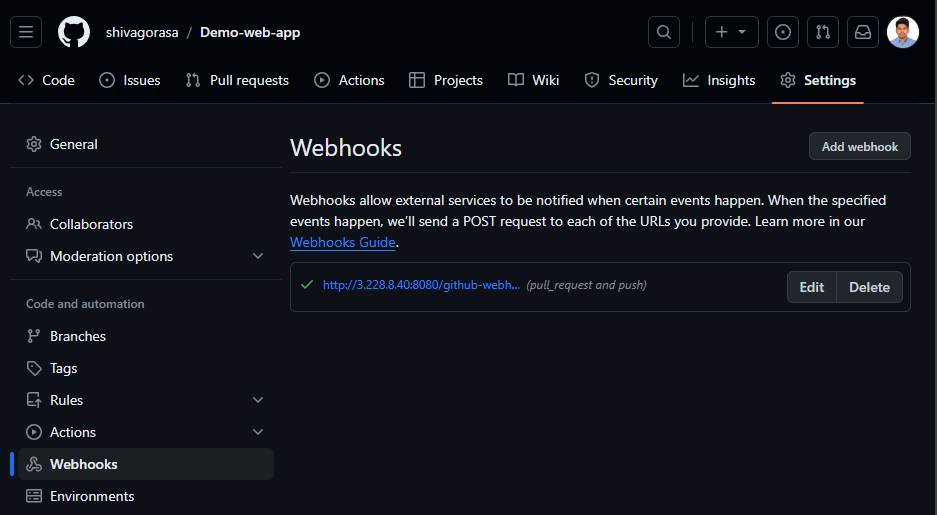 shivagorasa / Demo-web-app
Code Issues Pull requests Actions Projects Wiki Security Insights Settings
General
Access
Collaborators
Moderation options
Code and automation
Branches
Tags
Rules
Actions
Webhooks
Environments
Webhooks
Add webhook
Webhooks allow external services to be notified when certain events happen. When the specified
events happen, we’ll send a POST request to each of the URLs you provide. Learn more in our
Webhooks Guide.
http://3.228.8.40:8080/github-webh... (pull_request and push)
Edit Delete